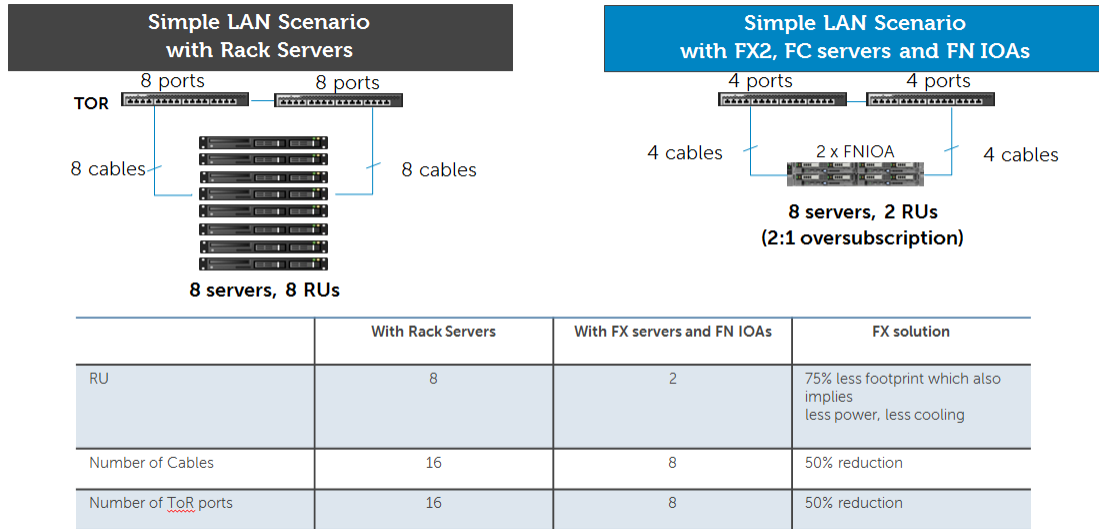 Simple LAN Scenario
with Rack Servers
Simple LAN Scenario
with FX2, FC servers and FN IOAs
8 ports
8 ports
TOR
8 cables
8 cables
8 servers, 8 RUs
4 ports
4 ports
4 cables
2 x FNIOA
4 cables
8 servers, 2 RUs
(2:1 oversubscription)
With Rack Servers
With FX servers and FN IOAs
FX solution
RU
8
2
75% less footprint which also
implies
less power, less cooling
Number of Cables
16
8
50% reduction
Number of ToR ports
16
8
50% reduction